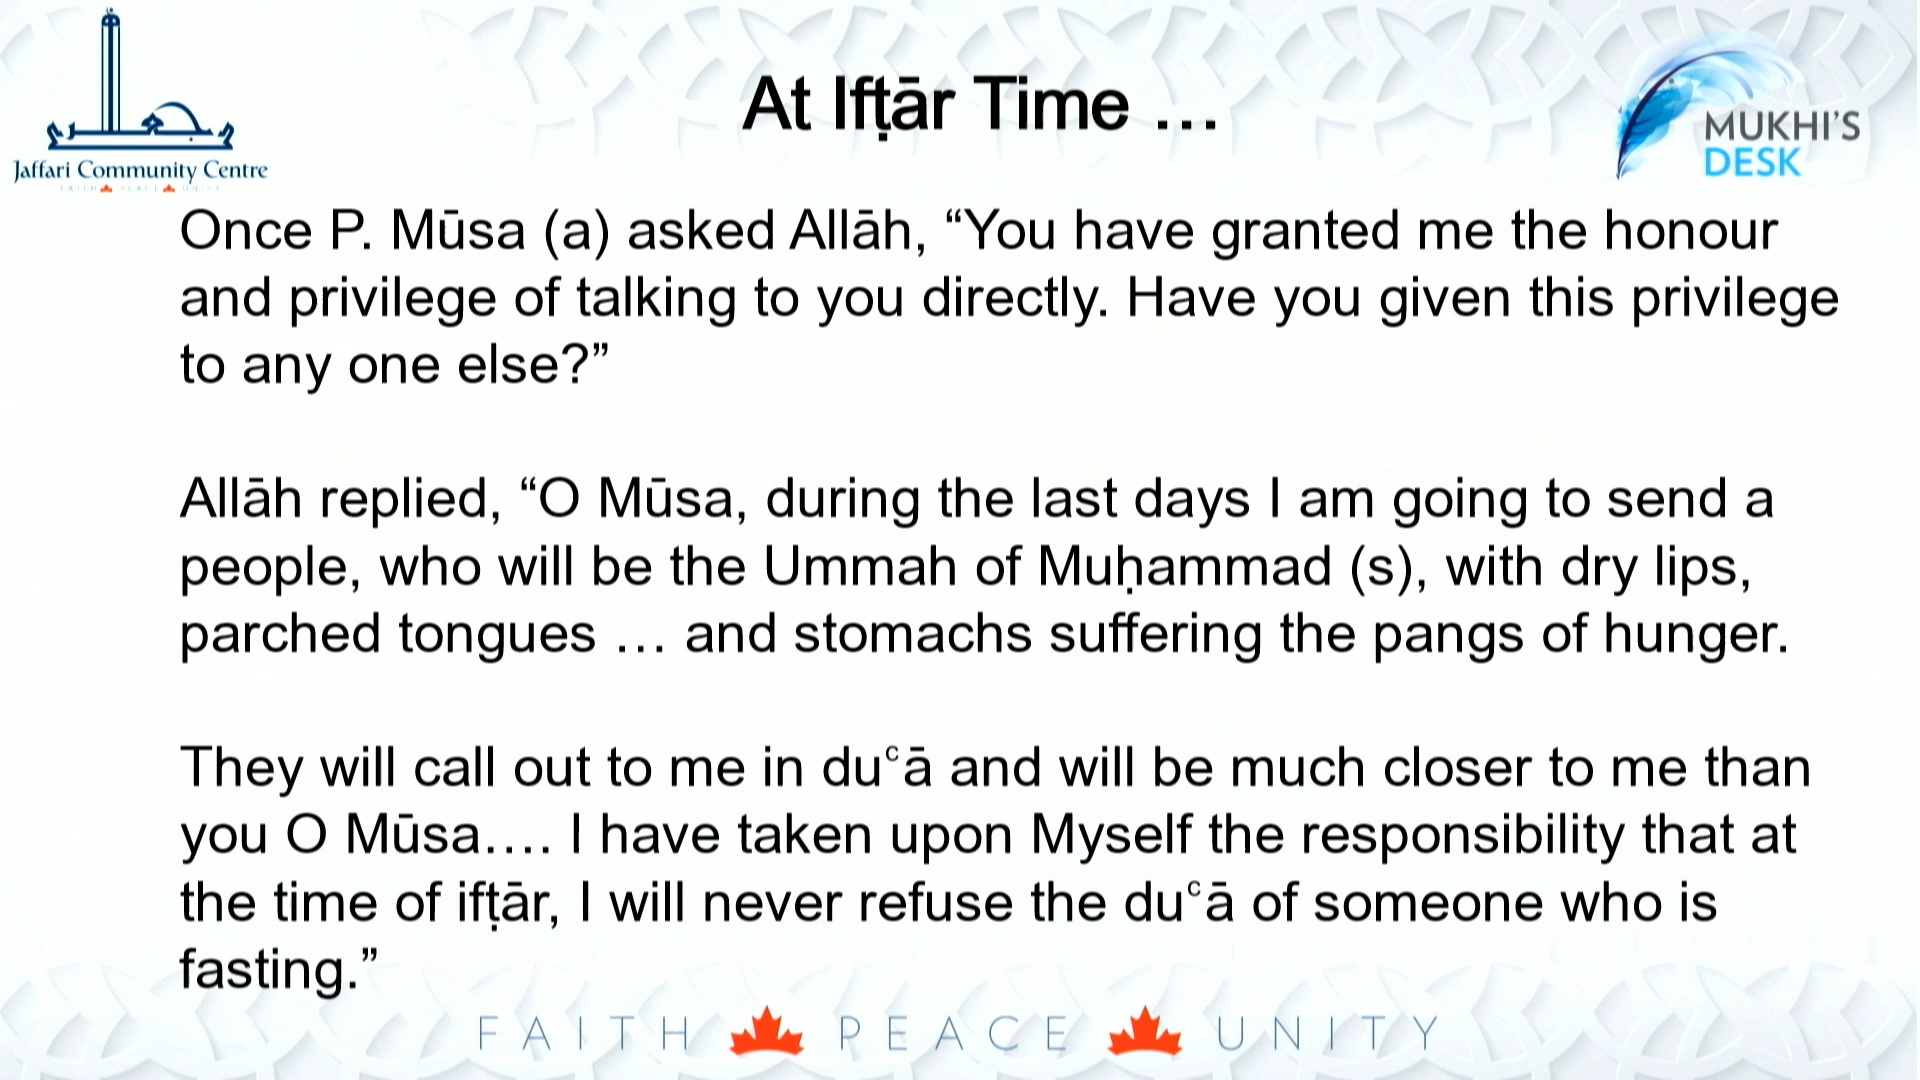 At Ifṭār Time …
Jaffari Community Centre
FAITH PEACE UNITY
MUKHI'S
DESK
Once P. Mūsa (a) asked Allāh, “You have granted me the honour
and privilege of talking to you directly. Have you given this privilege
to any one else?”
Allāh replied, “O Mūsa, during the last days I am going to send a
people, who will be the Ummah of Muḥammad (s), with dry lips,
parched tongues … and stomachs suffering the pangs of hunger.
They will call out to me in duᶜā and will be much closer to me than
you O Mūsa…. I have taken upon Myself the responsibility that at
the time of ifṭār, I will never refuse the duᶜā of someone who is
fasting.”
FAITH PEACE UNITY